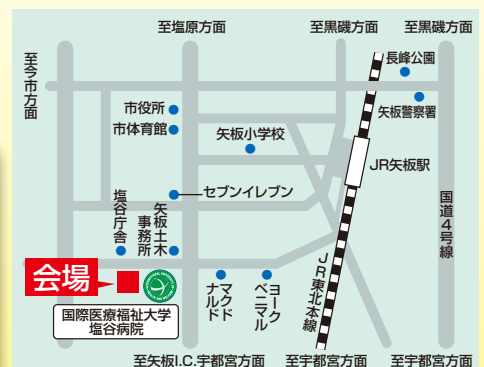 至塩原方面
至黒磯方面
至黒磯方面
至今市方面
長峰公園
市役所
矢板警察署
市体育館
矢板小学校
JR矢板駅
セブンイレブン
国道4号線
塩谷庁舎
矢板土木
事務所
会場
国際医療福祉大学
塩谷病院
マクド
ナルド
ヨーク
ベニマル
JR東北本線
至矢板I.C.宇都宮方面
至宇都宮方面
至宇都宮方面